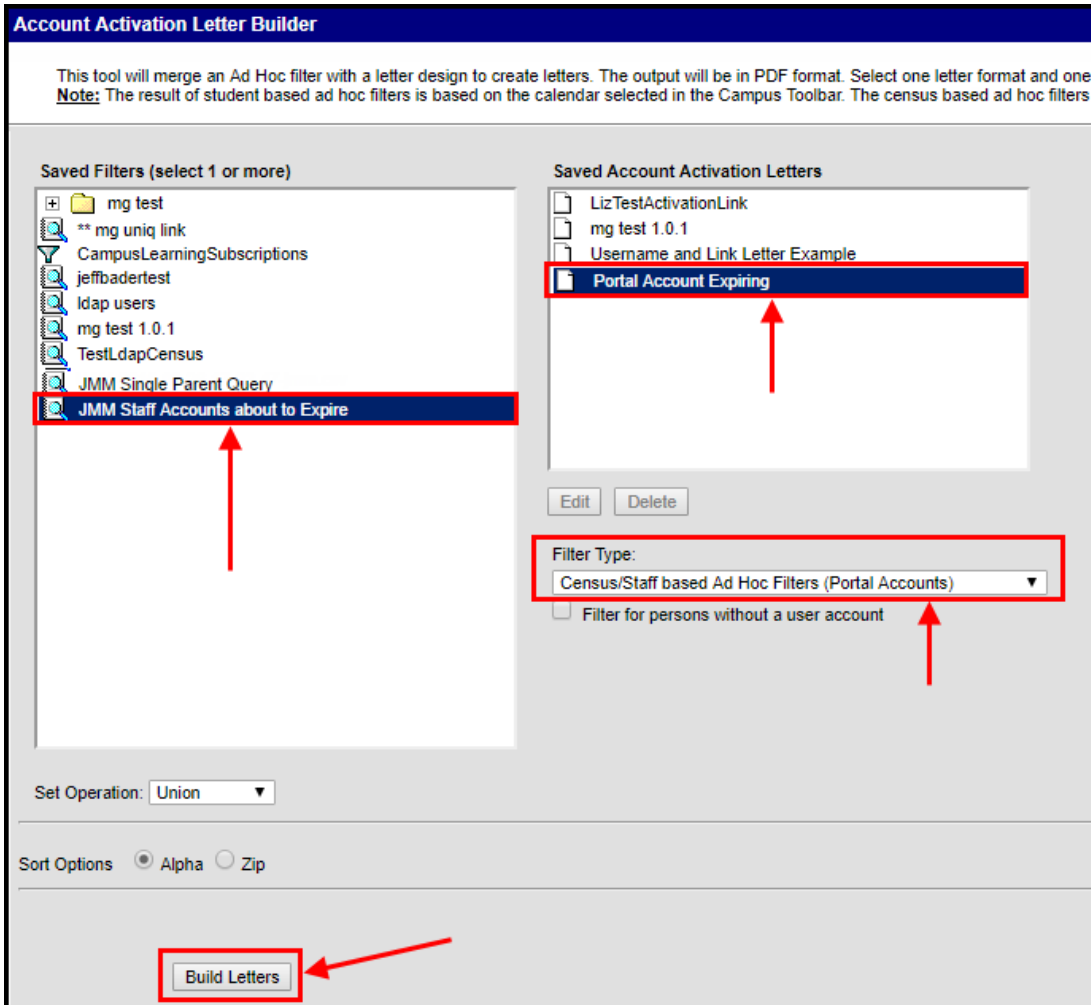 Account Activation Letter Builder
This tool will merge an Ad Hoc filter with a letter design to create letters. The output will be in PDF format. Select one letter format and one
Note: The result of student based ad hoc filters is based on the calendar selected in the Campus Toolbar. The census based ad hoc filters
Saved Filters (select 1 or more)
mg test
** mg uniq link
CampusLearningSubscriptions
jeffbadertest
ldap users
mg test 1.0.1
TestLdapCensus
JMM Single Parent Query
JMM Staff Accounts about to Expire
Saved Account Activation Letters
LizTestActivationLink
mg test 1.0.1
Username and Link Letter Example
Portal Account Expiring
Edit Delete
Filter Type:
Census/Staff based Ad Hoc Filters (Portal Accounts)
Filter for persons without a user account
Set Operation: Union
Sort Options Alpha Zip
Build Letters